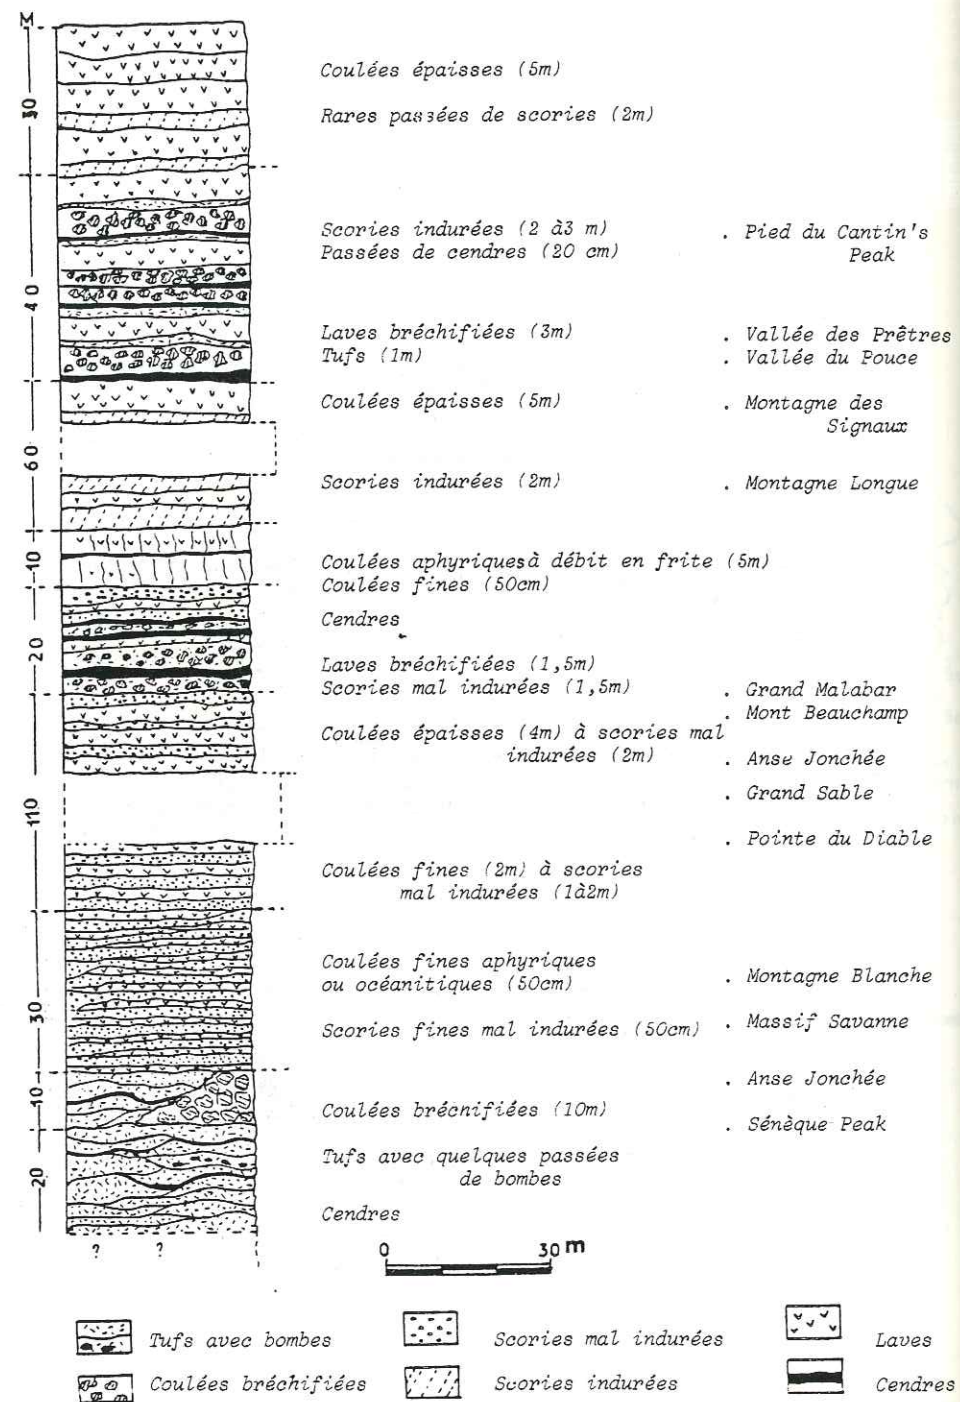 M
30
Coulées épaisses (5m)
Rares passées de scories (2m)
40
Scories indurées (2 à3 m) . Pied du Cantin's
Passées de cendres (20 cm) Peak
Laves bréchifiées (3m) . Vallée des Prêtres
Tufs (1m) . Vallée du Pouce
Coulées épaisses (5m) . Montagne des
Signaux
60
Scories indurées (2m) . Montagne Longue
10
Coulées aphyriques à débit en frite (5m)
Coulées fines (50cm)
Cendres
20
Laves bréchifiées (1,5m)
Scories mal indurées (1,5m) . Grand Malabar
. Mont Beauchamp
Coulées épaisses (4m) à scories mal
indurées (2m) . Anse Jonchée
. Grand Sable
110
. Pointe du Diable
Coulées fines (2m) à scories
mal indurées (1à2m)
Coulées fines aphyriques
ou océanitiques (50cm) . Montagne Blanche
30
Scories fines mal indurées (50cm) . Massif Savanne
. Anse Jonchée
10
Coulées bréchifiées (10m) . Sénèque Peak
Tufs avec quelques passées
de bombes
20
Cendres
? ?
0 30 m
Tufs avec bombes Scories mal indurées Laves
Coulées bréchifiées Scories indurées Cendres